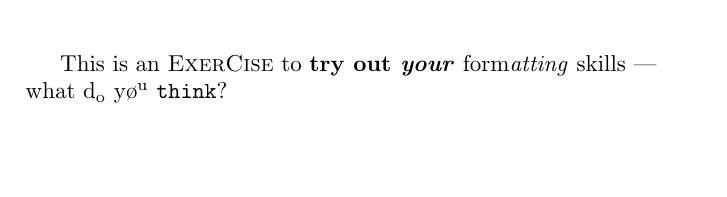 This is an ExerCise to try out your formatting skills —
what do yøu think?